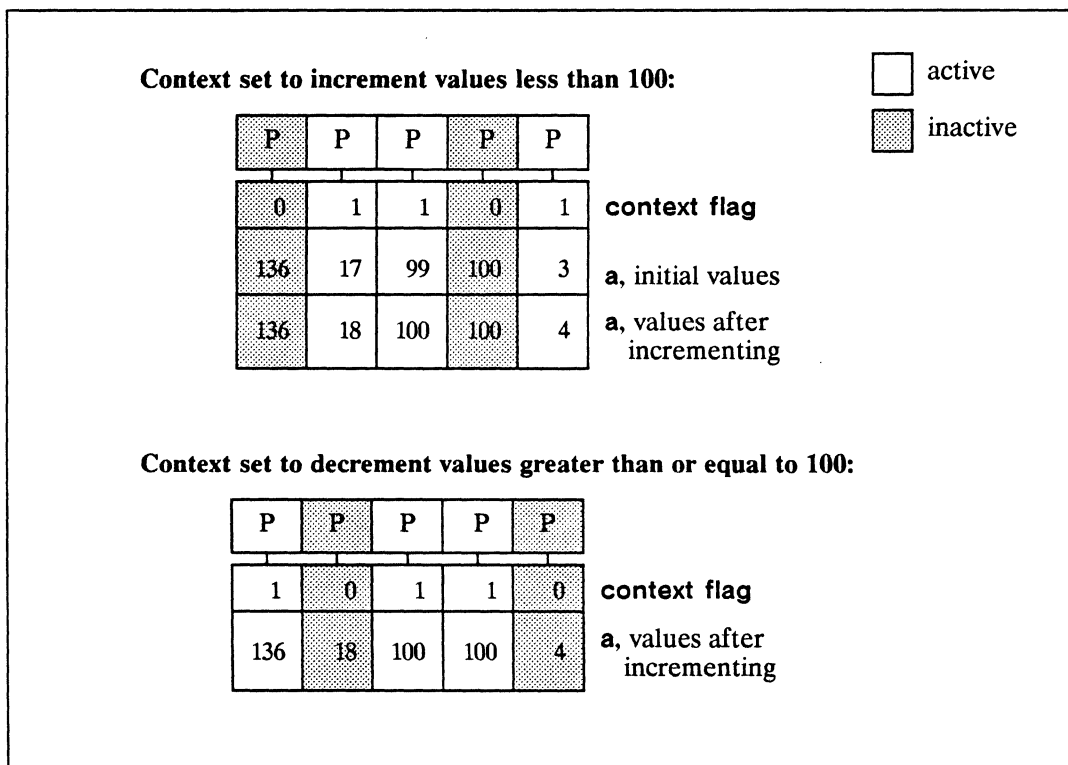 active
Context set to increment values less than 100:
inactive
P P P P P
0 1 1 0 1 context flag
136 17 99 100 3 a, initial values
136 18 100 100 4 a, values after
incrementing
Context set to decrement values greater than or equal to 100:
P P P P P
1 0 1 1 0 context flag
136 18 100 100 4 a, values after
incrementing